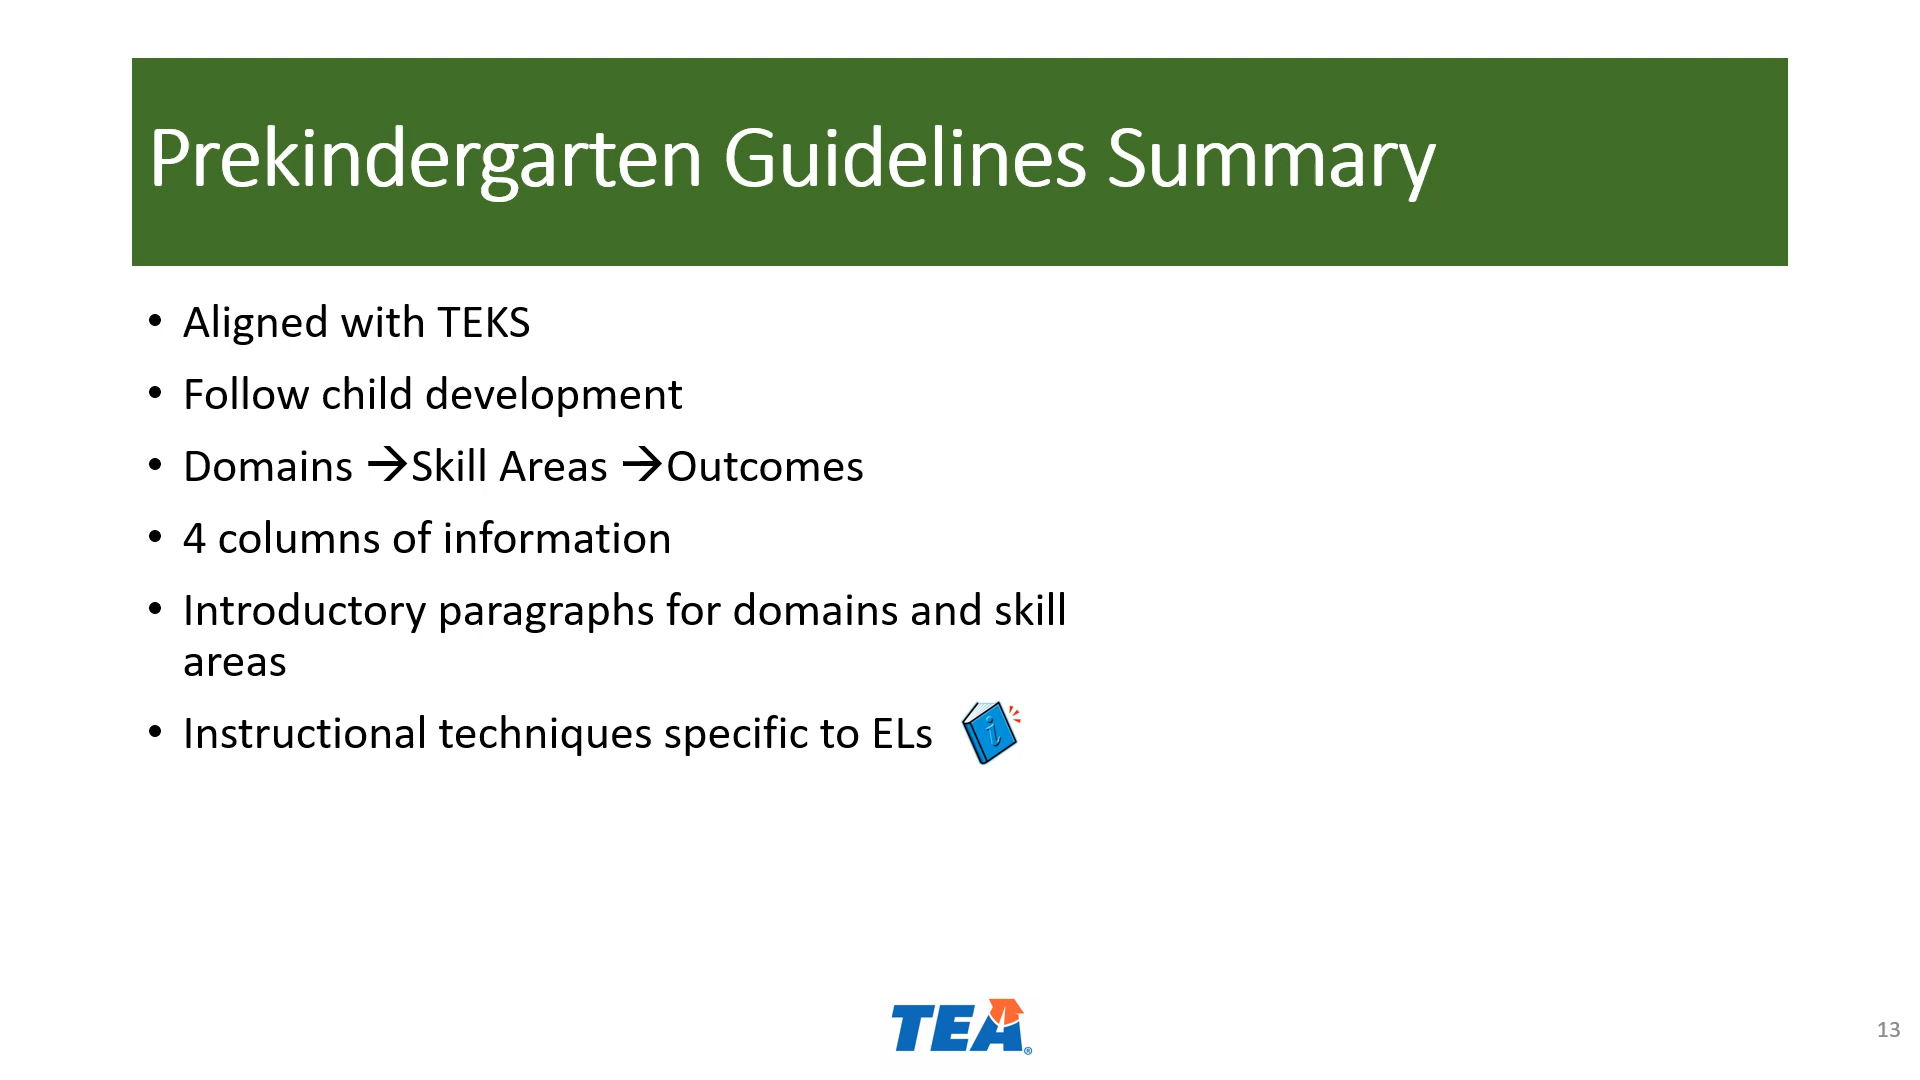 Prekindergarten Guidelines Summary
• Aligned with TEKS
• Follow child development
• Domains →Skill Areas →Outcomes
• 4 columns of information
• Introductory paragraphs for domains and skill
areas
• Instructional techniques specific to ELs
i
TEA®
13